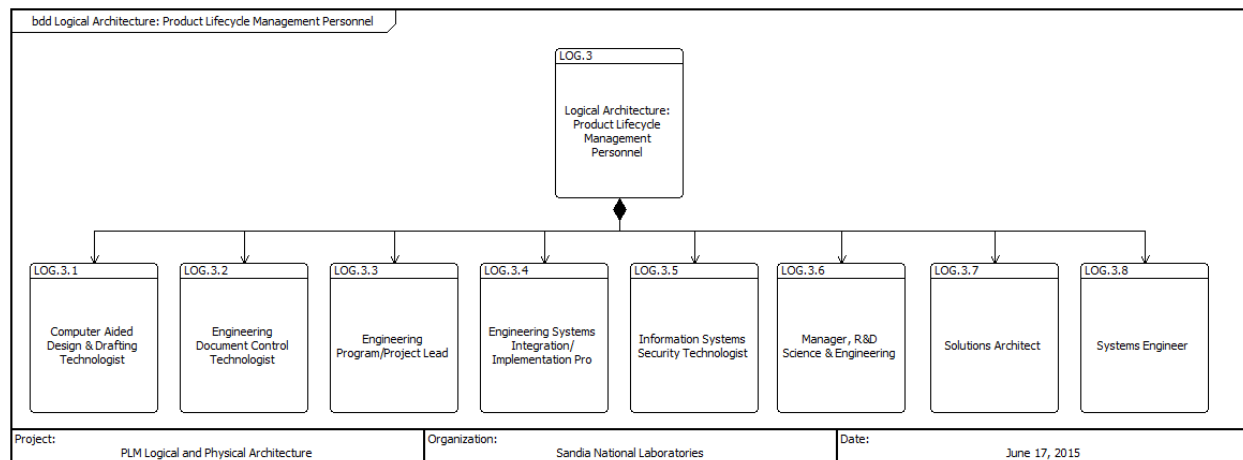 bdd Logical Architecture: Product Lifecycle Management Personnel
LOG.3
Logical Architecture:
Product Lifecycle
Management
Personnel
LOG.3.1
Computer Aided
Design & Drafting
Technologist
LOG.3.2
Engineering
Document Control
Technologist
LOG.3.3
Engineering
Program/Project Lead
LOG.3.4
Engineering Systems
Integration/
Implementation Pro
LOG.3.5
Information Systems
Security Technologist
LOG.3.6
Manager, R&D
Science & Engineering
LOG.3.7
Solutions Architect
LOG.3.8
Systems Engineer
Project:
PLM Logical and Physical Architecture
Organization:
Sandia National Laboratories
Date:
June 17, 2015